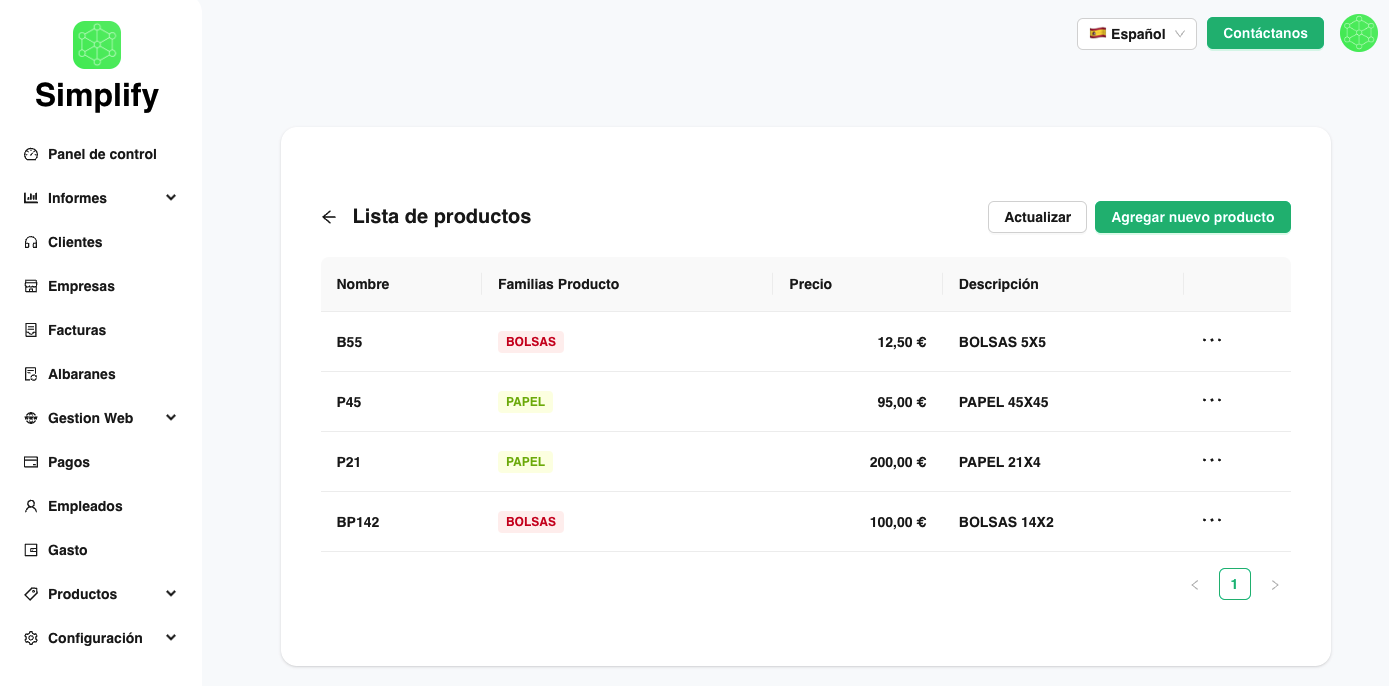 Simplify
Panel de control
Informes
Clientes
Empresas
Facturas
Albaranes
Gestion Web
Pagos
Empleados
Gasto
Productos
Configuración
Español
Contáctanos
Lista de productos
Actualizar
Agregar nuevo producto
Nombre Familias Producto Precio Descripción
B55 BOLSAS 12,50 € BOLSAS 5X5 ...
P45 PAPEL 95,00 € PAPEL 45X45 ...
P21 PAPEL 200,00 € PAPEL 21X4 ...
BP142 BOLSAS 100,00 € BOLSAS 14X2 ...
< 1 >